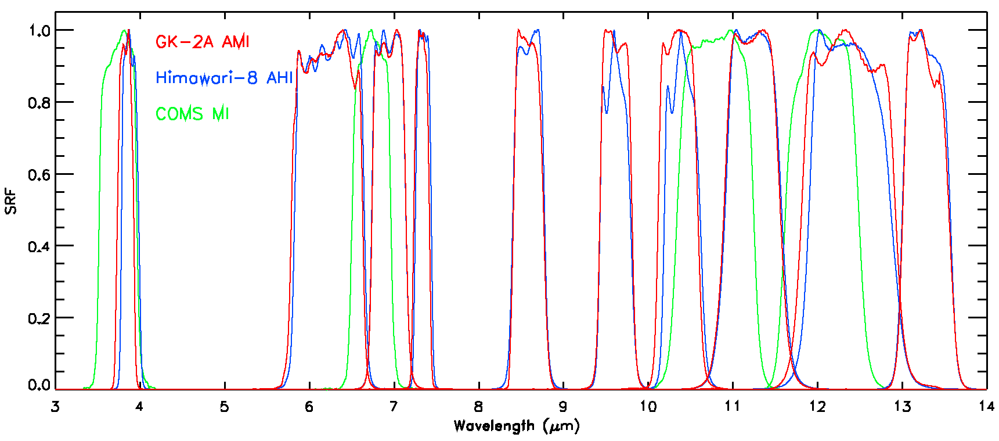 1.0
0.8
0.6
0.4
0.2
0.0
SRF
GK-2A AMI
Himawari-8 AHI
COMS MI
3 4 5 6 7 8 9 10 11 12 13 14
Wavelength (μm)